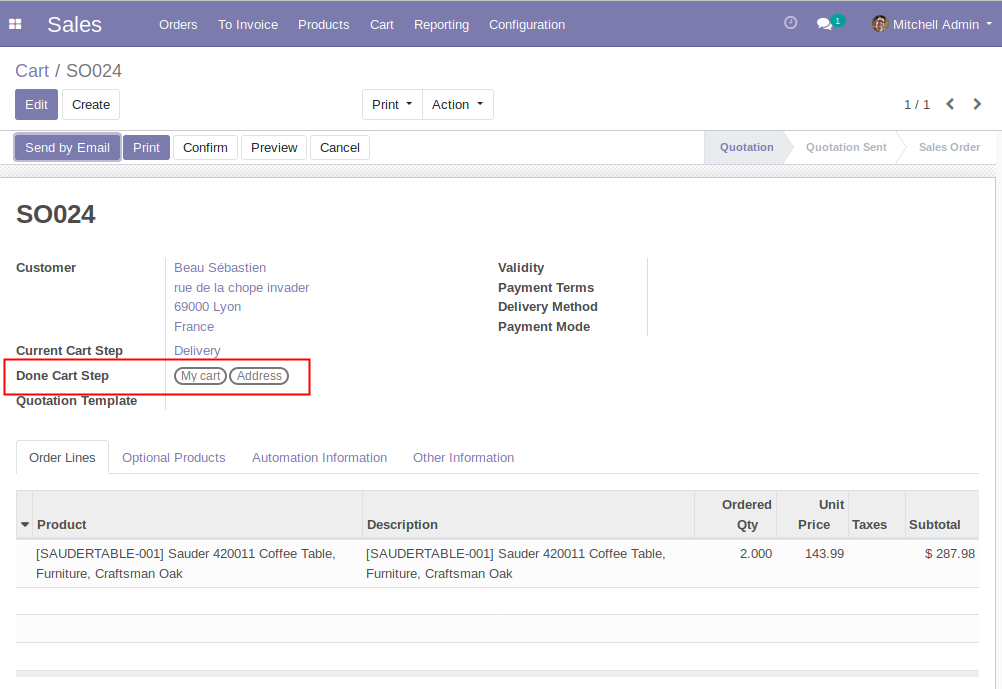 Sales Orders To Invoice Products Cart Reporting Configuration 1 Mitchell Admin
Cart / SO024
Edit Create Print Action 1 / 1
Send by Email Print Confirm Preview Cancel Quotation Quotation Sent Sales Order
SO024
Customer Beau Sébastien
rue de la chope invader
69000 Lyon
France
Validity
Payment Terms
Delivery Method
Payment Mode
Current Cart Step Delivery
Done Cart Step My cart Address
Quotation Template
Order Lines Optional Products Automation Information Other Information
Product Description Ordered Qty Unit Price Taxes Subtotal
[SAUDERTABLE-001] Sauder 420011 Coffee Table, [SAUDERTABLE-001] Sauder 420011 Coffee Table, 2.000 143.99 $ 287.98
Furniture, Craftsman Oak Furniture, Craftsman Oak